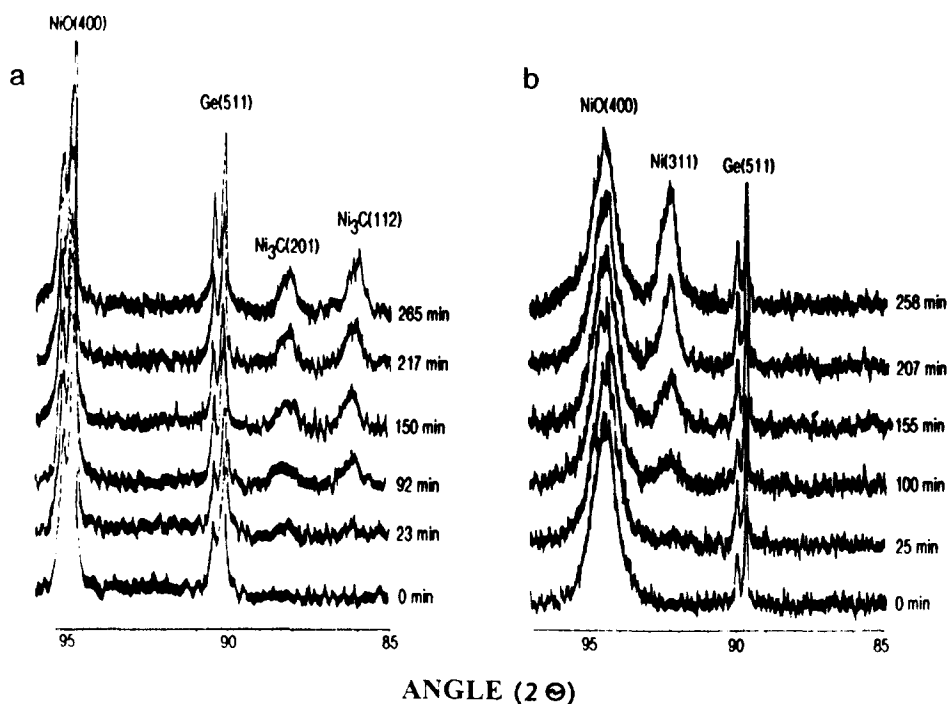 a
NiO(400)
Ge(511)
Ni₃C(201)
Ni₃C(112)
265 min
217 min
150 min
92 min
23 min
0 min
95
90
85
b
NiO(400)
Ni(311)
Ge(511)
258 min
207 min
155 min
100 min
25 min
0 min
95
90
85
ANGLE (2 Θ)